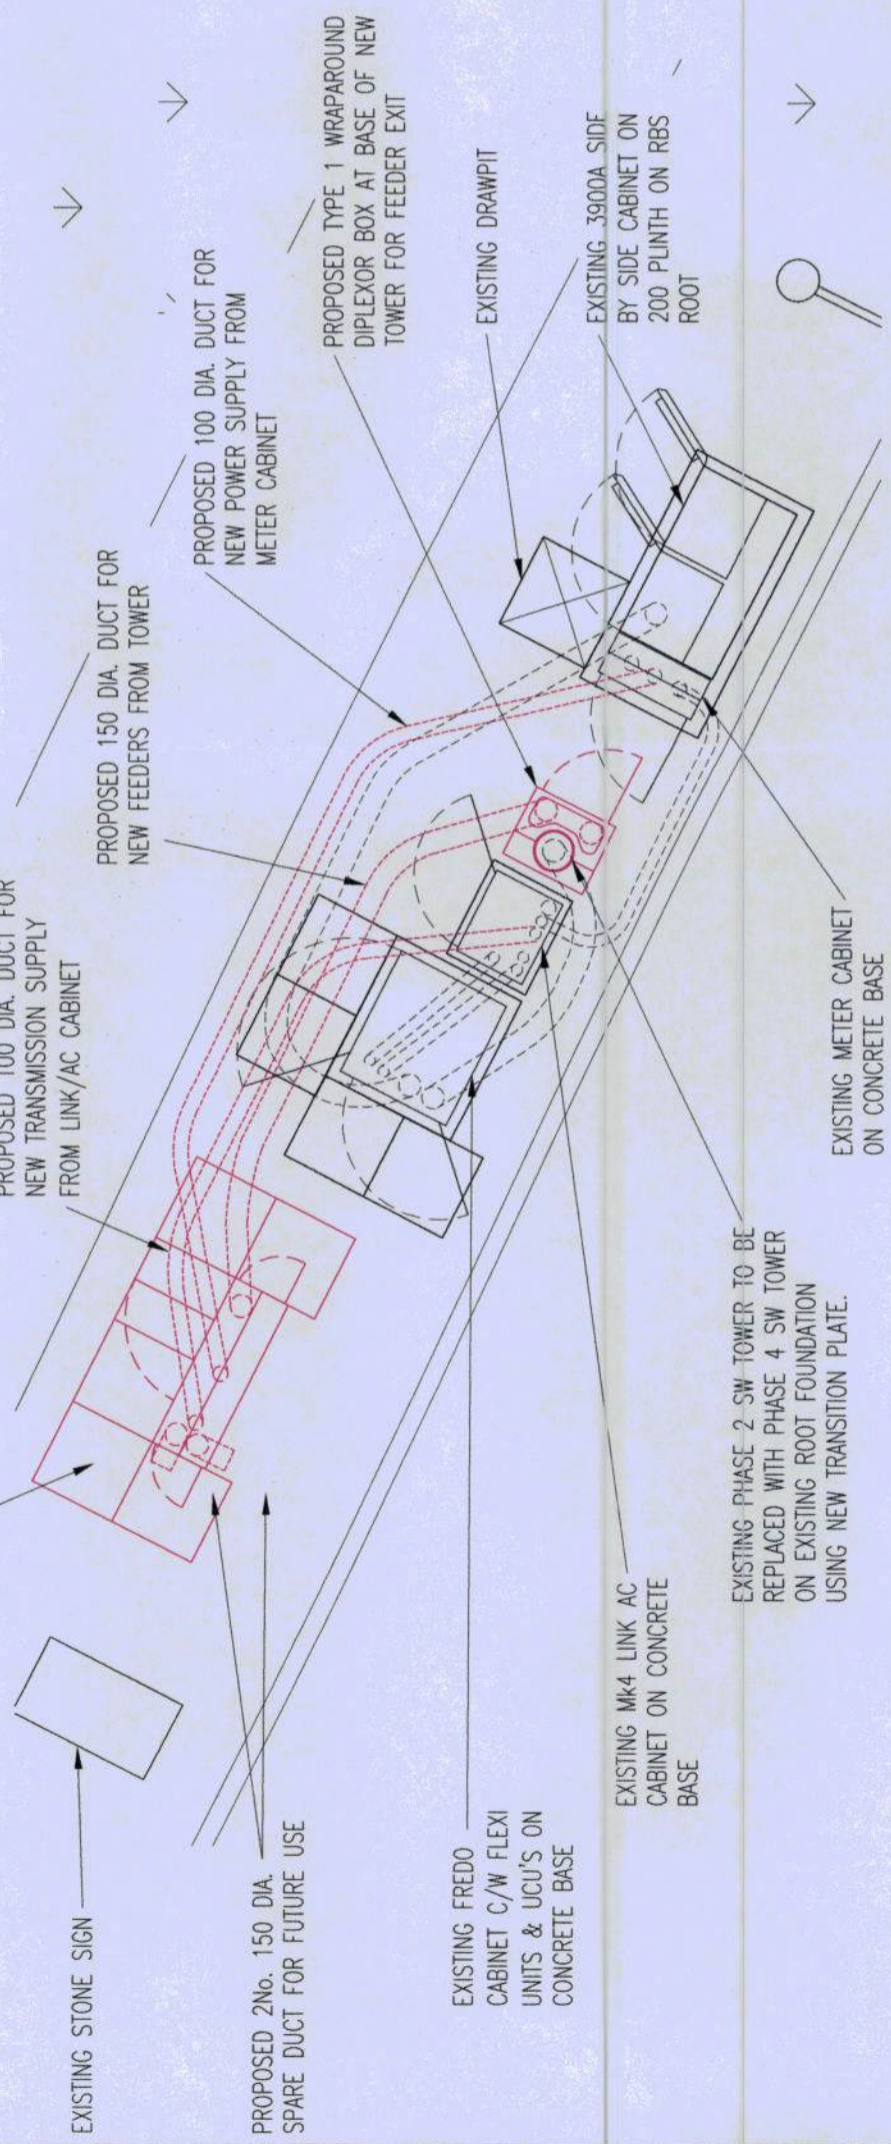 PROPOSED 100 DIA. DUCT FOR
NEW TRANSMISSION SUPPLY
FROM LINK/AC CABINET
PROPOSED 150 DIA. DUCT FOR
NEW FEEDERS FROM TOWER
PROPOSED 100 DIA. DUCT FOR
NEW POWER SUPPLY FROM
METER CABINET
PROPOSED TYPE 1 WRAPAROUND
DIPLEXOR BOX AT BASE OF NEW
TOWER FOR FEEDER EXIT
EXISTING DRAWPIT
EXISTING 3900A SIDE
BY SIDE CABINET ON
200 PLINTH ON RBS
ROOT
EXISTING STONE SIGN
PROPOSED 2No. 150 DIA.
SPARE DUCT FOR FUTURE USE
EXISTING FREDO
CABINET C/W FLEXI
UNITS & UCU'S ON
CONCRETE BASE
EXISTING MK4 LINK AC
CABINET ON CONCRETE
BASE
EXISTING PHASE 2 SW TOWER TO BE
REPLACED WITH PHASE 4 SW TOWER
ON EXISTING ROOT FOUNDATION
USING NEW TRANSITION PLATE.
EXISTING METER CABINET
ON CONCRETE BASE